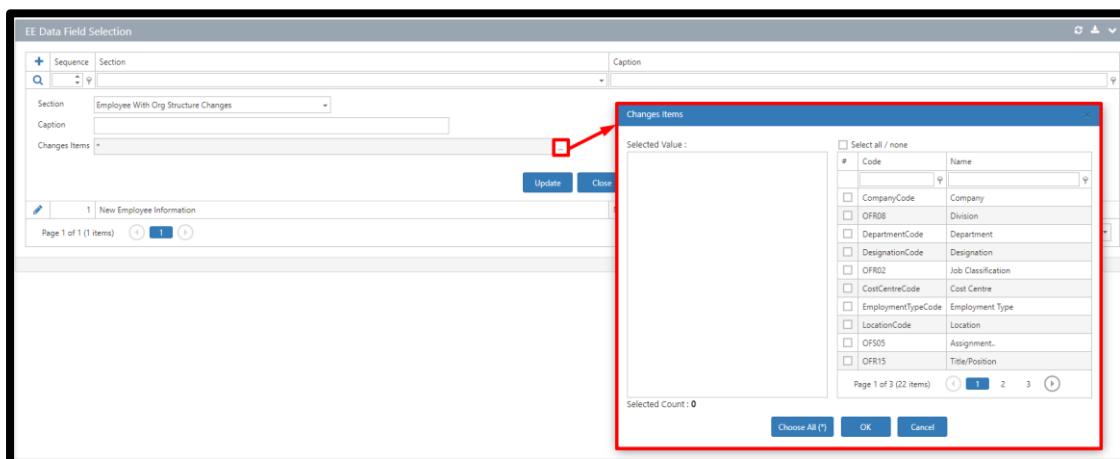 EE Data Field Selection
Sequence Section Caption
Section Employee With Org Structure Changes
Caption
Changes Items * ...
Update Close
1 New Employee Information
Page 1 of 1 (1 items) 1
Changes Items
Selected Value :
Select all / none
# Code Name
CompanyCode Company
OFR08 Division
DepartmentCode Department
DesignationCode Designation
OFR02 Job Classification
CostCentreCode Cost Centre
EmploymentTypeCode Employment Type
LocationCode Location
OFS05 Assignment..
OFR15 Title/Position
Page 1 of 3 (22 items) 1 2 3
Selected Count : 0
Choose All (*) OK Cancel